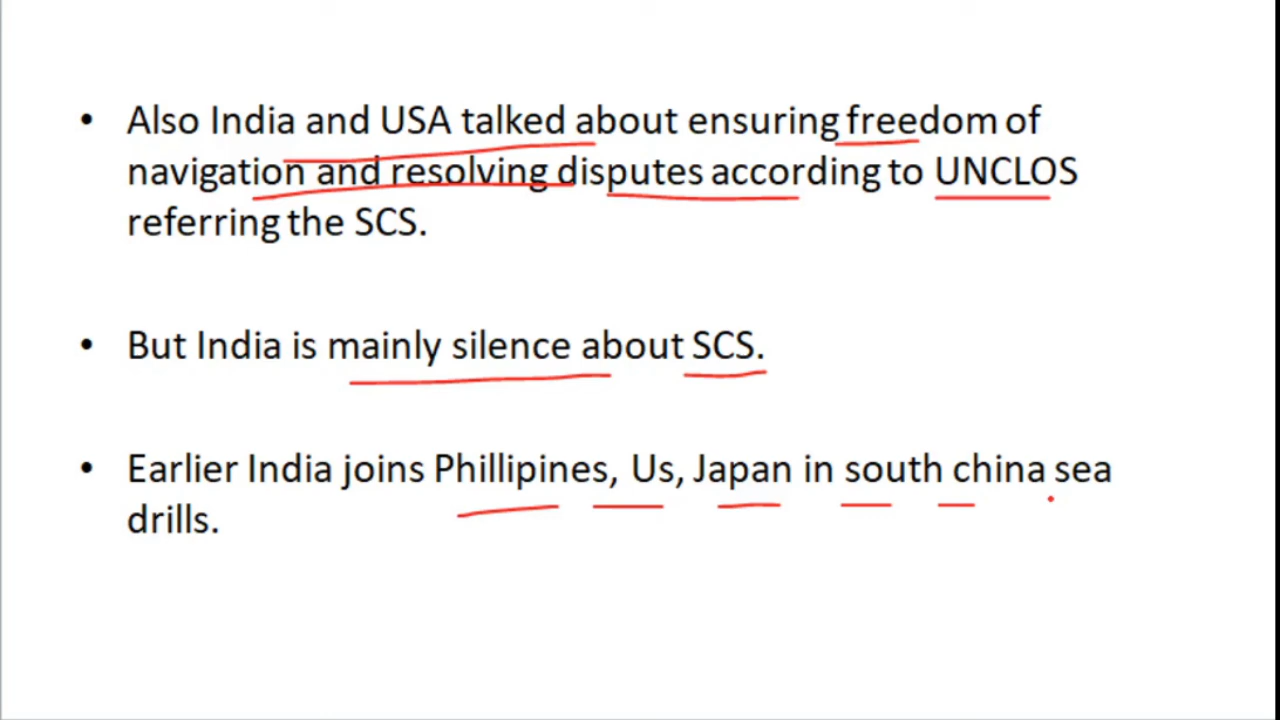 • Also India and USA talked about ensuring freedom of
navigation and resolving disputes according to UNCLOS
referring the SCS.
• But India is mainly silence about SCS.
• Earlier India joins Phillipines, Us, Japan in south china sea
drills.